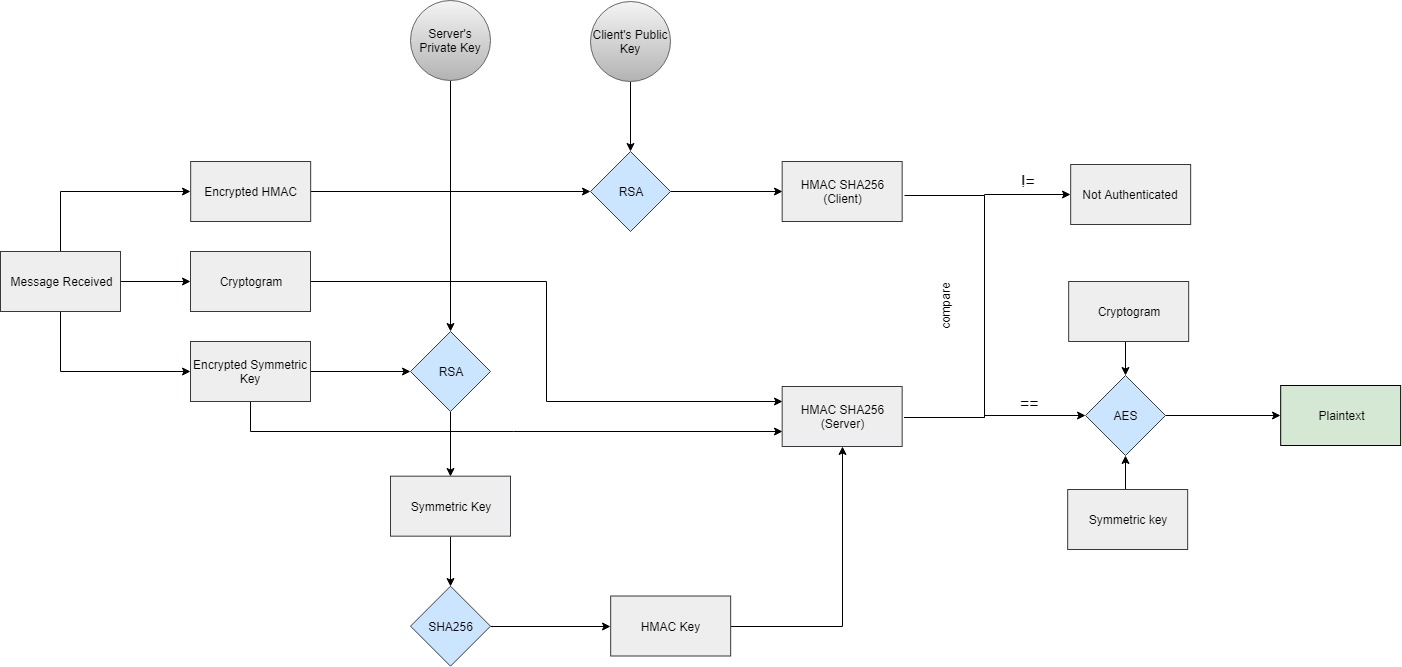 Server's
Private Key
Client's Public
Key
Encrypted HMAC
RSA
HMAC SHA256
(Client)
!=
Not Authenticated
Message Received
Cryptogram
compare
Cryptogram
Encrypted Symmetric
Key
RSA
HMAC SHA256
(Server)
==
AES
Plaintext
Symmetric Key
Symmetric key
SHA256
HMAC Key